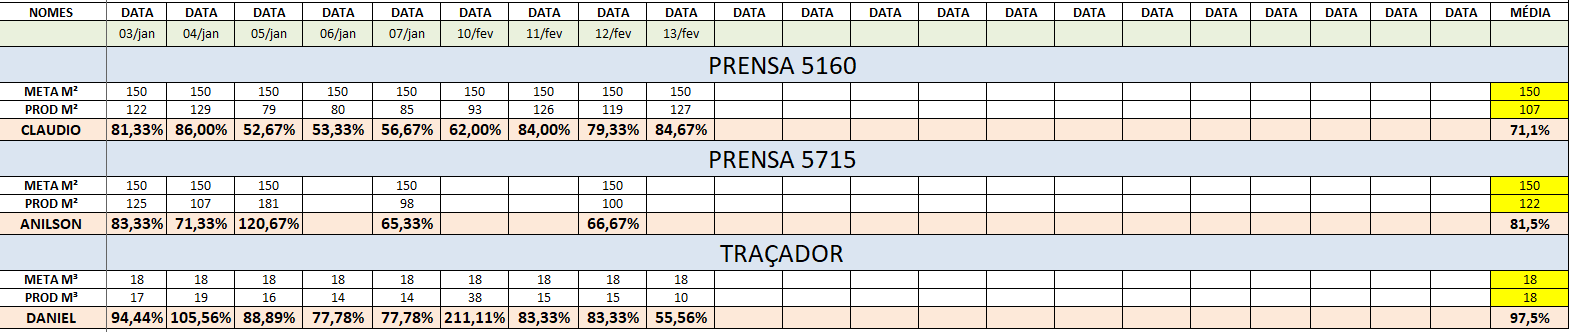 NOMES DATA DATA DATA DATA DATA DATA DATA DATA DATA DATA DATA DATA DATA DATA DATA DATA DATA DATA DATA DATA DATA MÉDIA
03/jan 04/jan 05/jan 06/jan 07/jan 10/fev 11/fev 12/fev 13/fev
PRENSA 5160
META M² 150 150 150 150 150 150 150 150 150 150
PROD M² 122 129 79 80 85 93 126 119 127 107
CLAUDIO 81,33% 86,00% 52,67% 53,33% 56,67% 62,00% 84,00% 79,33% 84,67% 71,1%
PRENSA 5715
META M² 150 150 150 150 150 150
PROD M² 125 107 181 98 100 122
ANILSON 83,33% 71,33% 120,67% 65,33% 66,67% 81,5%
TRAÇADOR
META M³ 18 18 18 18 18 18 18 18 18 18
PROD M³ 17 19 16 14 14 38 15 15 10 18
DANIEL 94,44% 105,56% 88,89% 77,78% 77,78% 211,11% 83,33% 83,33% 55,56% 97,5%